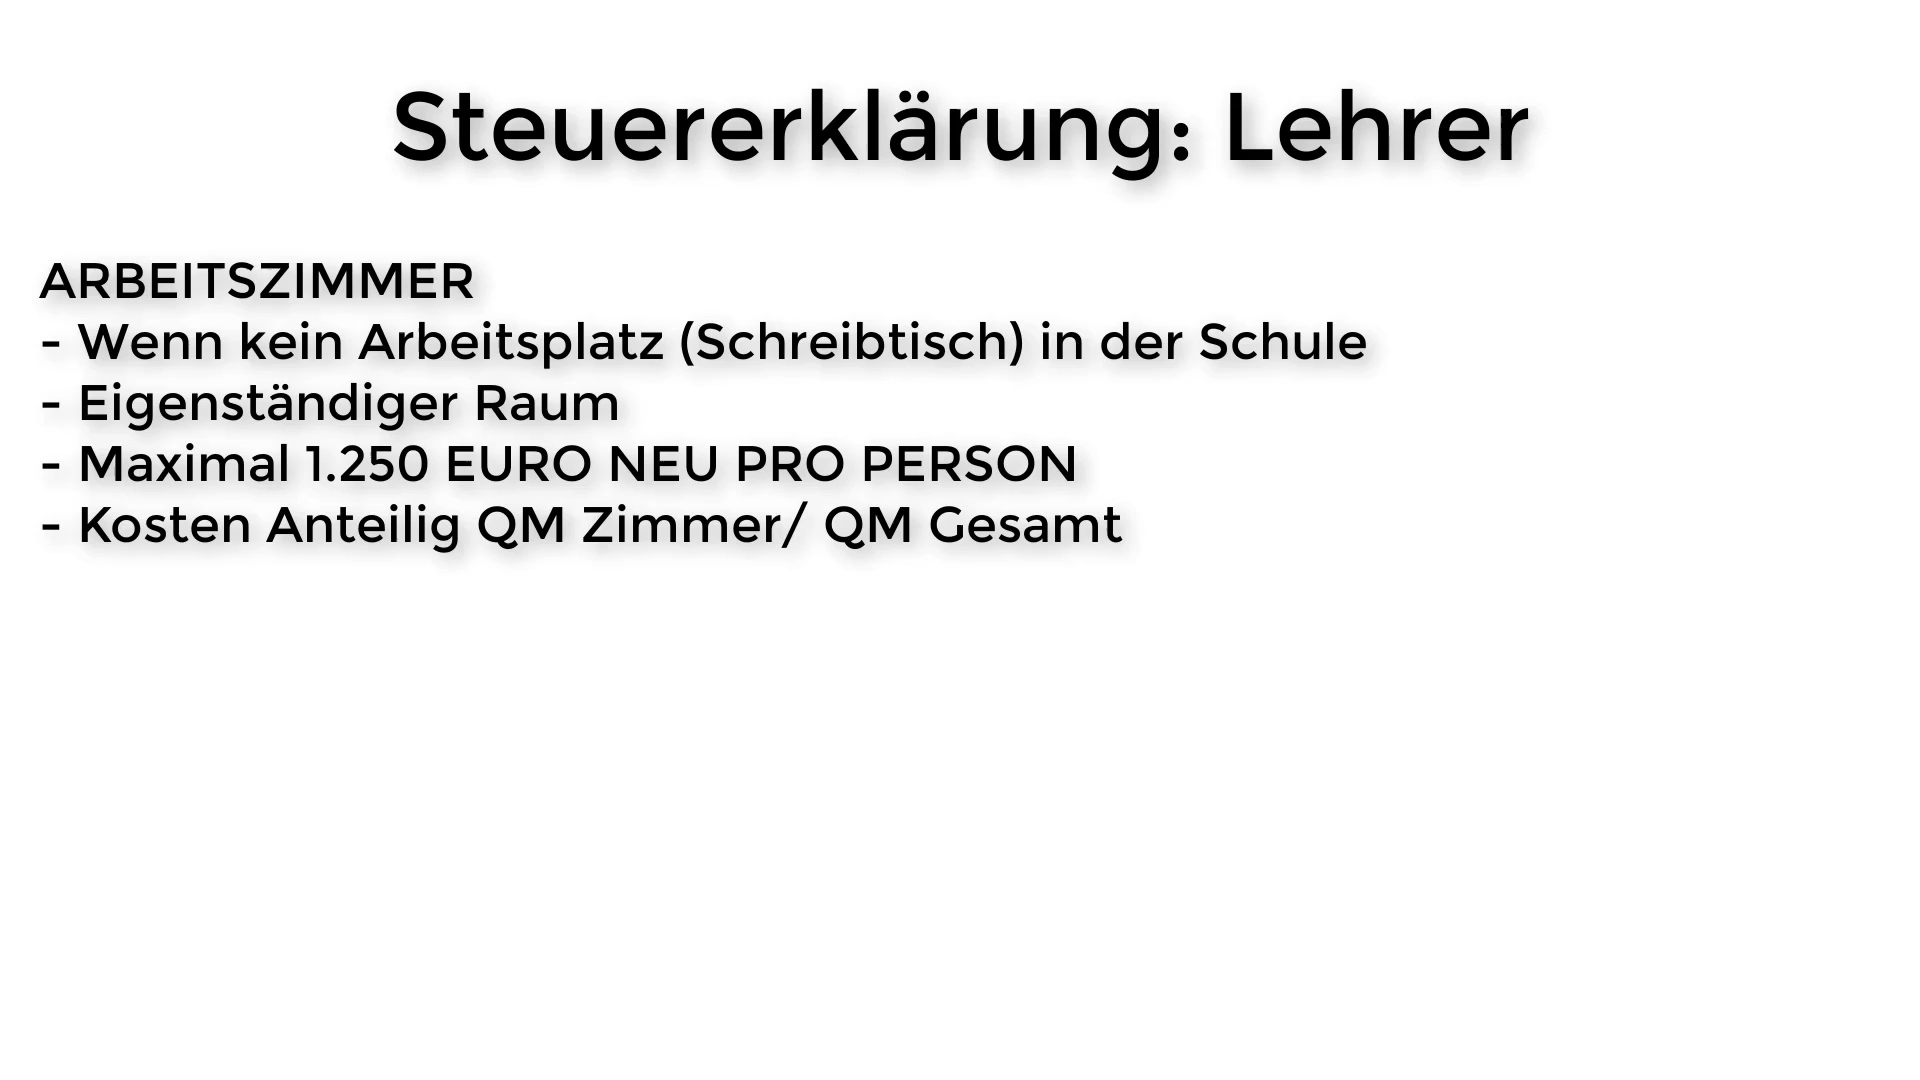 Steuererklärung: Lehrer
ARBEITSZIMMER
- Wenn kein Arbeitsplatz (Schreibtisch) in der Schule
- Eigenständiger Raum
- Maximal 1.250 EURO NEU PRO PERSON
- Kosten Anteilig QM Zimmer/ QM Gesamt